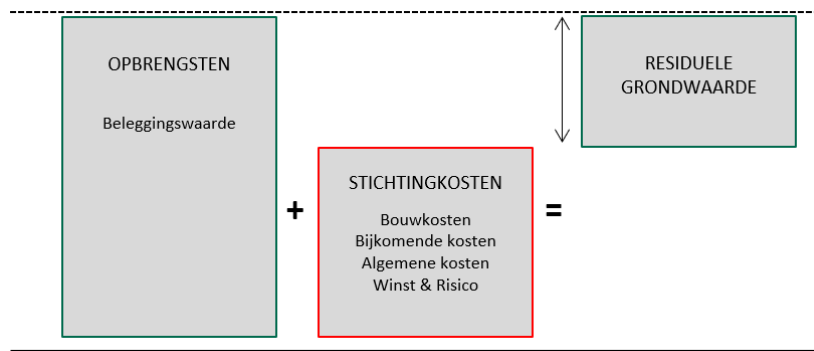 OPBRENGSTEN
Beleggingswaarde
+
STICHTINGKOSTEN
Bouwkosten
Bijkomende kosten
Algemene kosten
Winst & Risico
=
RESIDUELE
GRONDWAARDE